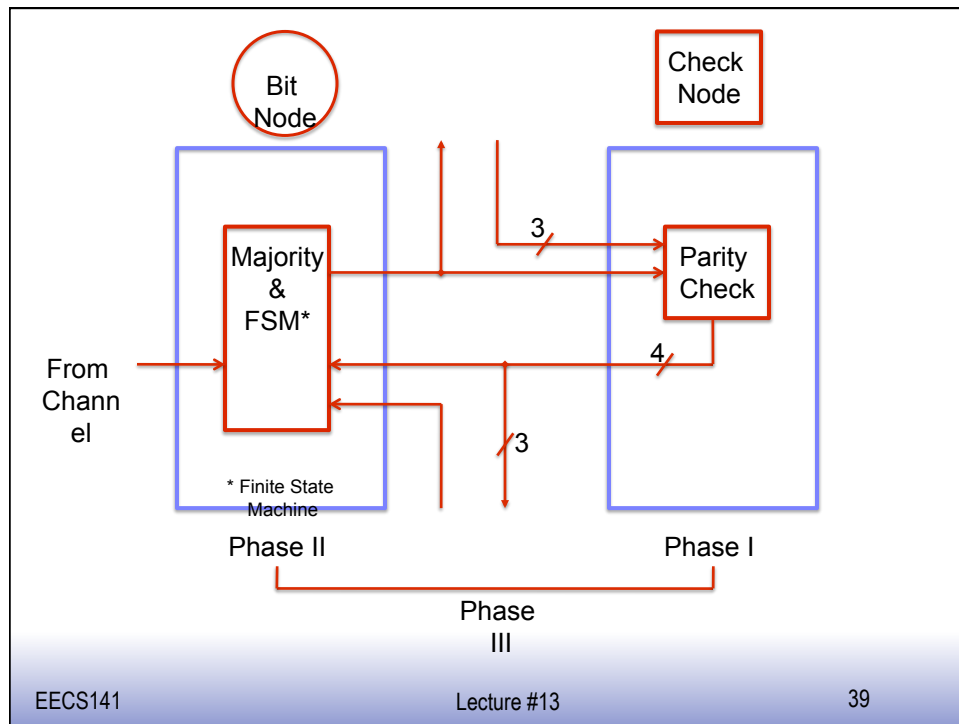 Bit
Node
Check
Node
3
Majority
&
FSM*
Parity
Check
4
From
Chann
el
3
* Finite State
Machine
Phase II
Phase I
Phase
III
EECS141
Lecture #13
39